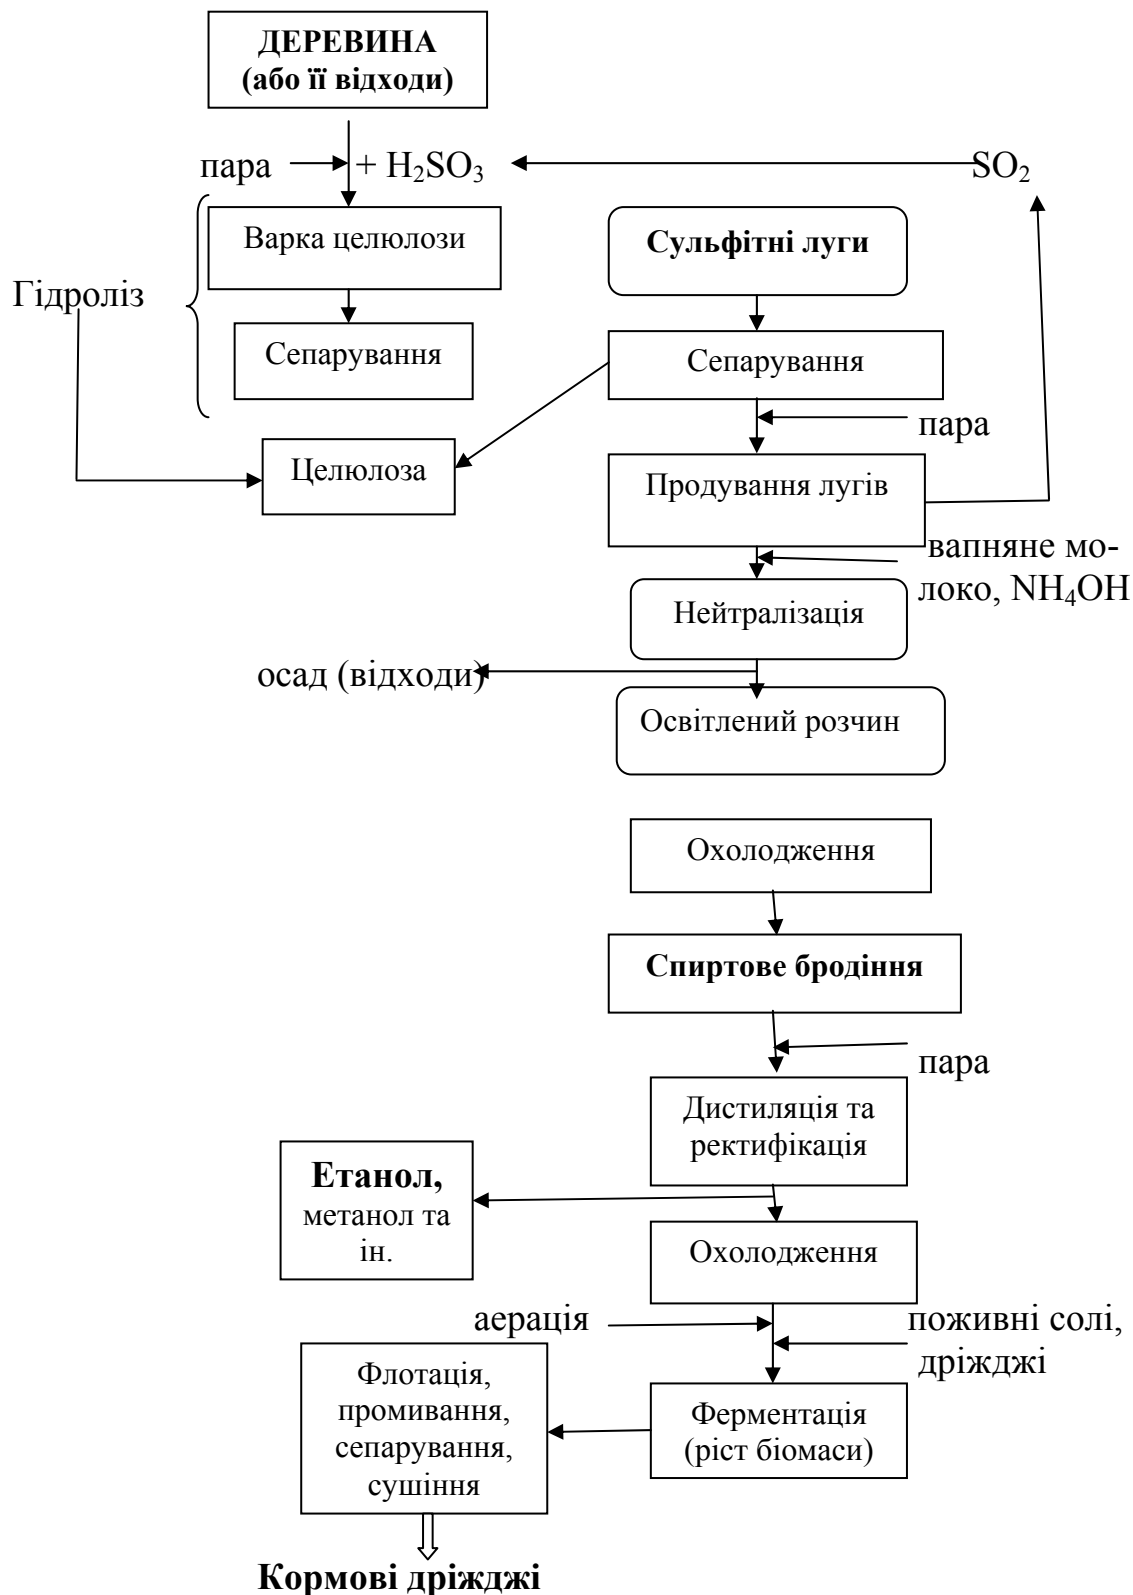 ДЕРЕВИНА
(або її відходи)
пара
+ H₂SO₃
SO₂
Варка целюлози
Сульфітні луги
Гідроліз
Сепарування
Сепарування
пара
Целюлоза
Продування лугів
вапняне мо-
локо, NH₄OH
Нейтралізація
осад (відходи)
Освітлений розчин
Охолодження
Спиртове бродіння
пара
Дистиляція та
ректифікація
Етанол,
метанол та
ін.
Охолодження
аерація
поживні солі,
дріжджі
Флотація,
промивання,
сепарування,
сушіння
Ферментація
(ріст біомаси)
Кормові дріжджі